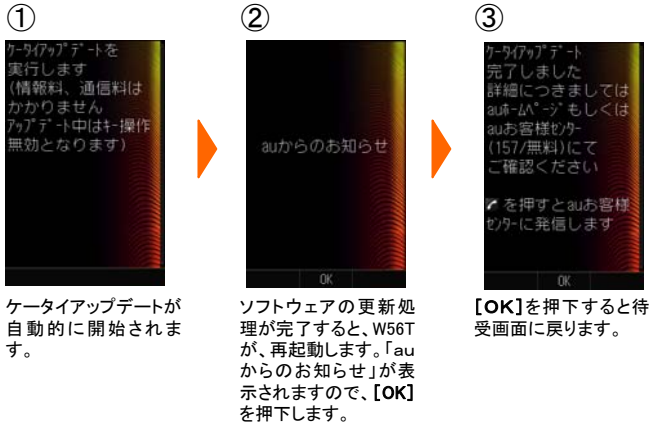 ①
ｹｰﾀｲｱｯﾌﾟﾃﾞｰﾄを
実行します
(情報料、通信料は
かかりません
ｱｯﾌﾟﾃﾞｰﾄ中はｷｰ操作
無効となります)
ケータイアップデートが
自動的に開始されま
す。
②
auからのお知らせ
OK
ソフトウェアの更新処
理が完了すると、W56T
が、再起動します。「au
からのお知らせ」が表
示されますので、[OK]
を押下します。
③
ｹｰﾀｲｱｯﾌﾟﾃﾞｰﾄ
完了しました
詳細につきましては
auﾎｰﾑﾍﾟｰｼﾞもしくは
auお客様ｾﾝﾀｰ
(157/無料)にて
ご確認ください
を押すとauお客様
ｾﾝﾀｰに発信します
OK
[OK]を押下すると待
受画面に戻ります。